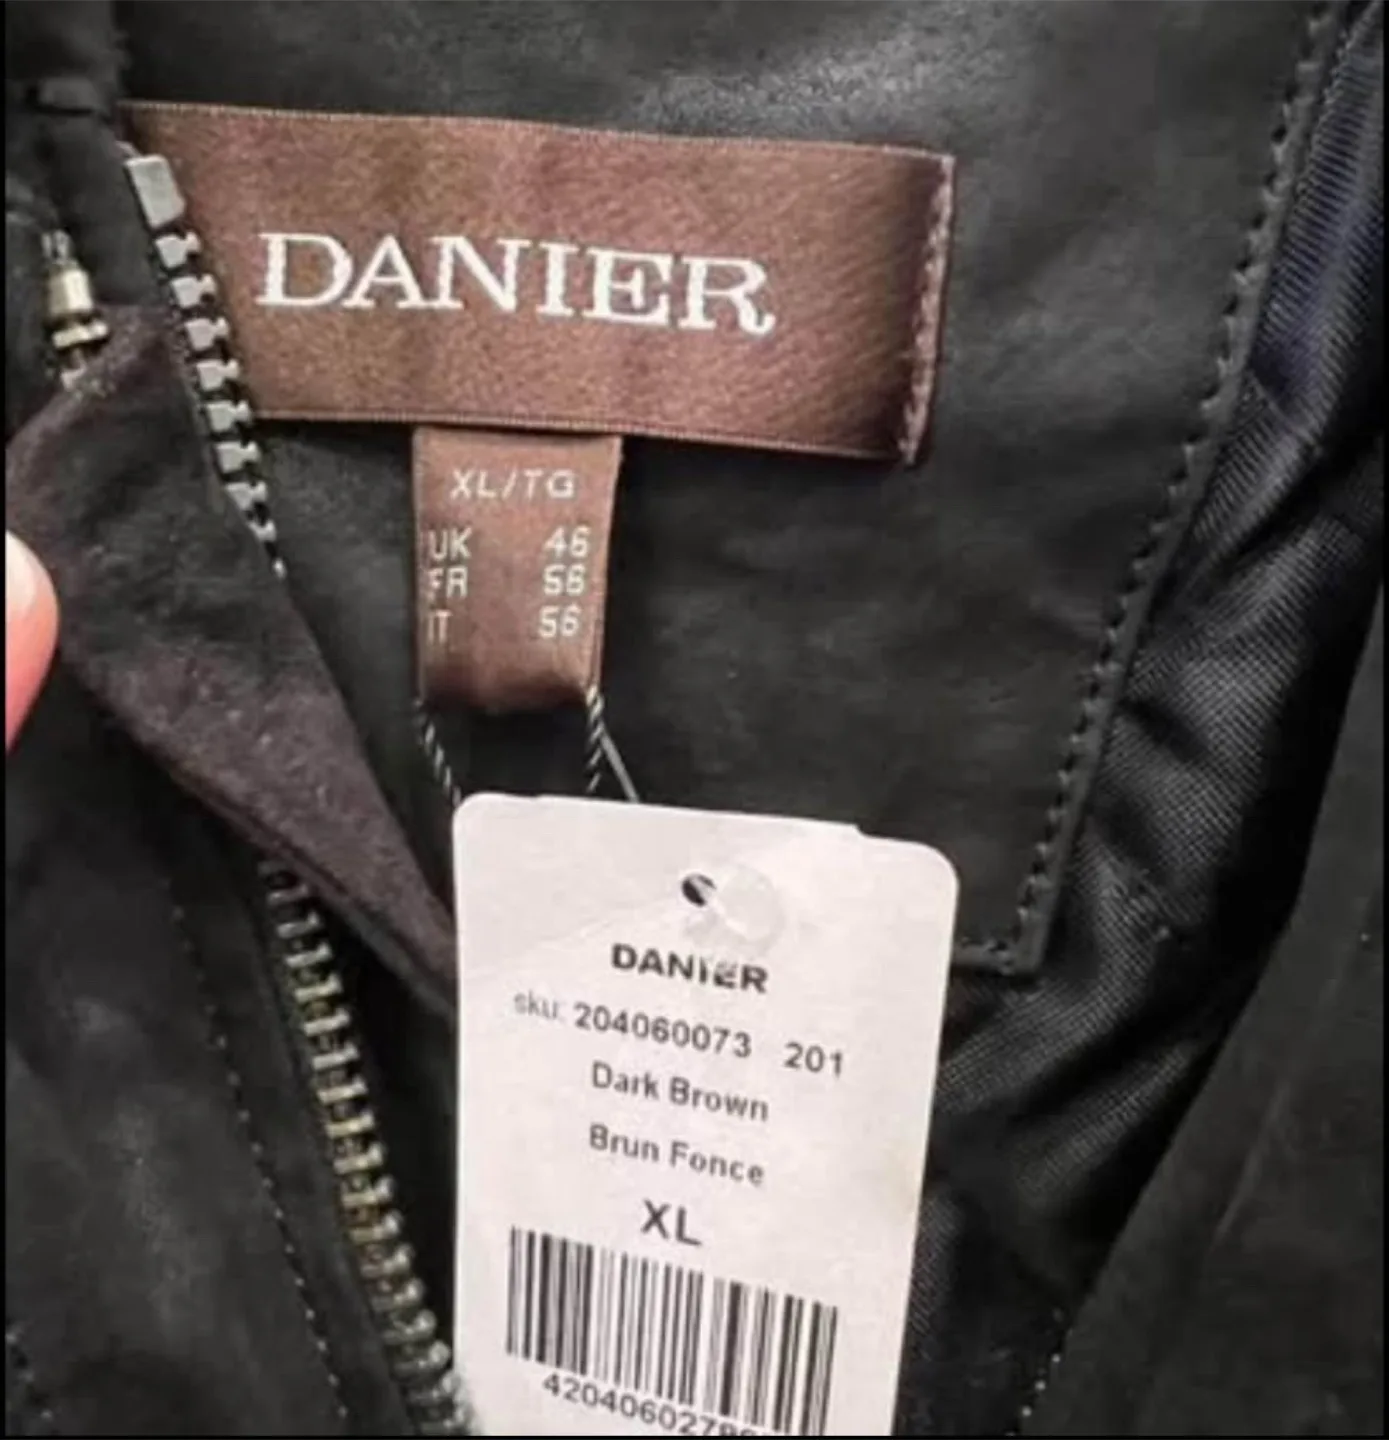 DANIER
XL/TG
UK 46
FR 56
IT 56
DANIER
sku: 204060073 201
Dark Brown
Brun Fonce
XL